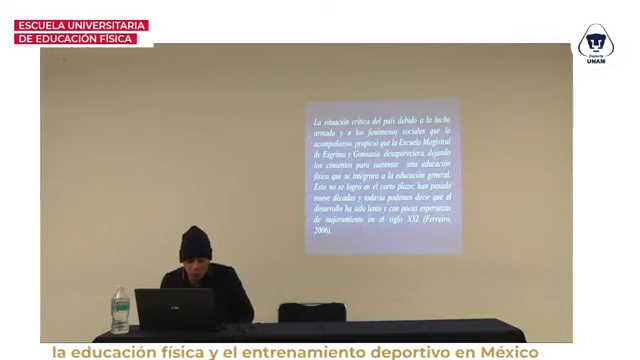 ESCUELA UNIVERSITARIA
DE EDUCACIÓN FÍSICA
Deporte
UNAM
La situación crítica del país debido a la lucha
armada y a los fenómenos sociales que la
acompañaron, propició que la Escuela Magistral
de Esgrima y Gimnasia desapareciera, dejando
los cimientos para sustentar una educación
física que se integrara a la educación general.
Esto no se logró en el corto plazo, han pasado
nueve décadas y todavía podemos decir que el
desarrollo ha sido lento y con pocas esperanzas
de mejoramiento en el siglo XXI (Ferreiro,
2006).
la educación física y el entrenamiento deportivo en México